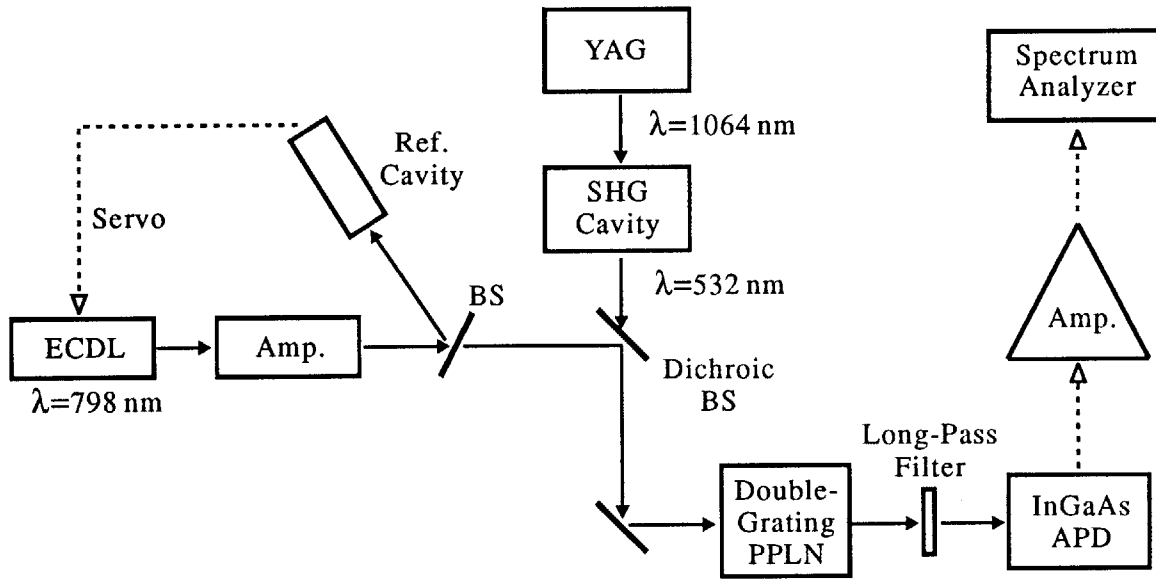 YAG
λ=1064 nm
SHG
Cavity
λ=532 nm
Ref.
Cavity
Servo
BS
ECDL
λ=798 nm
Amp.
Dichroic
BS
Spectrum
Analyzer
Amp.
Long-Pass
Filter
Double-
Grating
PPLN
InGaAs
APD